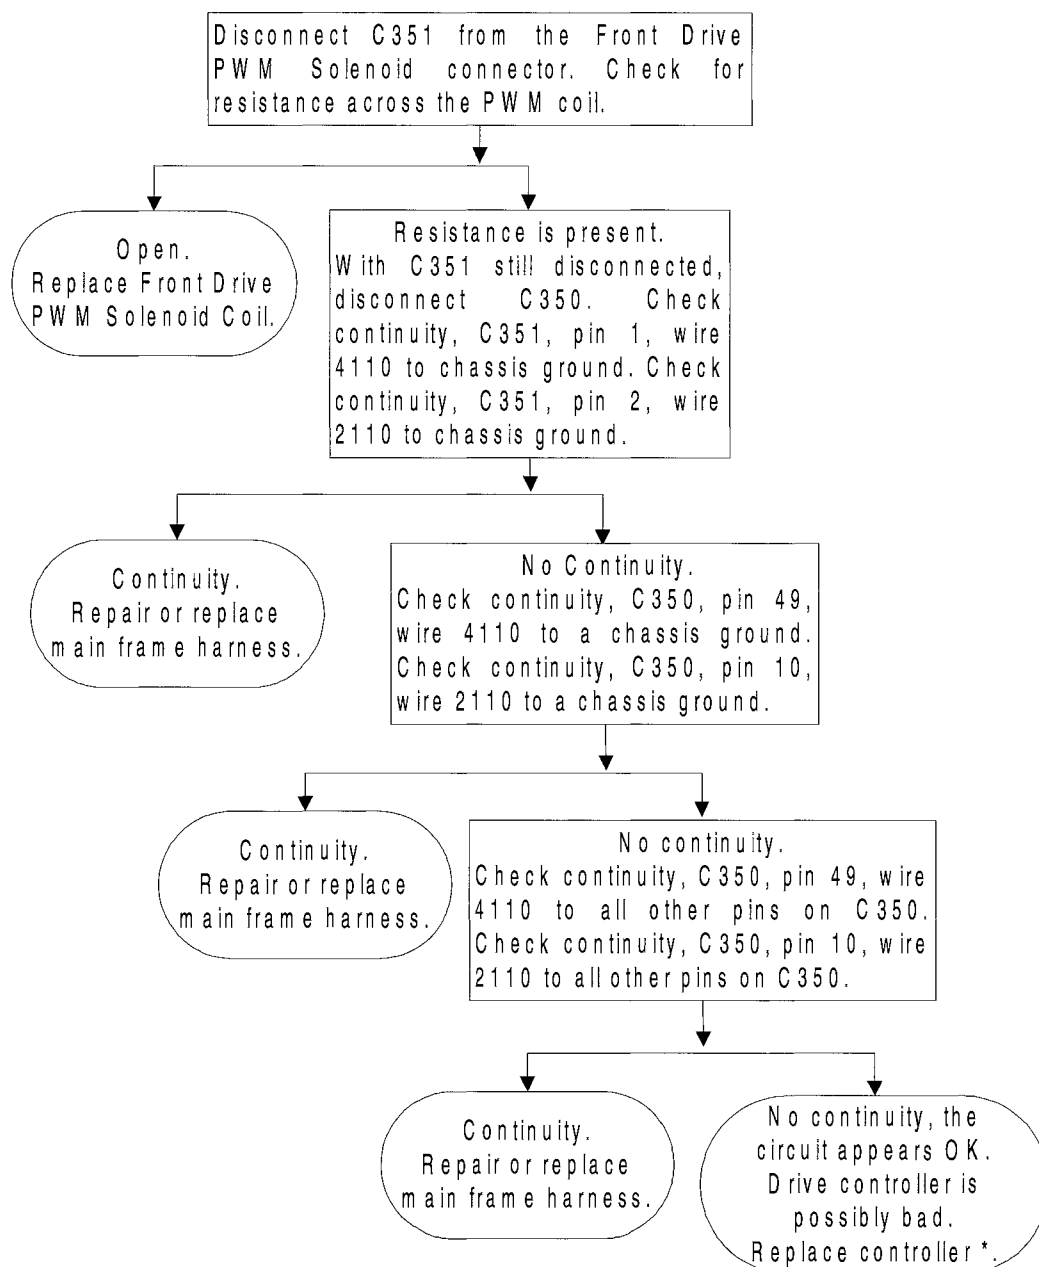 Disconnect C351 from the Front Drive
PWM Solenoid connector. Check for
resistance across the PWM coil.
Open.
Replace Front Drive
PWM Solenoid Coil.
Resistance is present.
With C351 still disconnected,
disconnect C350. Check
continuity, C351, pin 1, wire
4110 to chassis ground. Check
continuity, C351, pin 2, wire
2110 to chassis ground.
Continuity.
Repair or replace
main frame harness.
No Continuity.
Check continuity, C350, pin 49,
wire 4110 to a chassis ground.
Check continuity, C350, pin 10,
wire 2110 to a chassis ground.
Continuity.
Repair or replace
main frame harness.
No continuity.
Check continuity, C350, pin 49, wire
4110 to all other pins on C350.
Check continuity, C350, pin 10, wire
2110 to all other pins on C350.
Continuity.
Repair or replace
main frame harness.
No continuity, the
circuit appears OK.
Drive controller is
possibly bad.
Replace controller *.